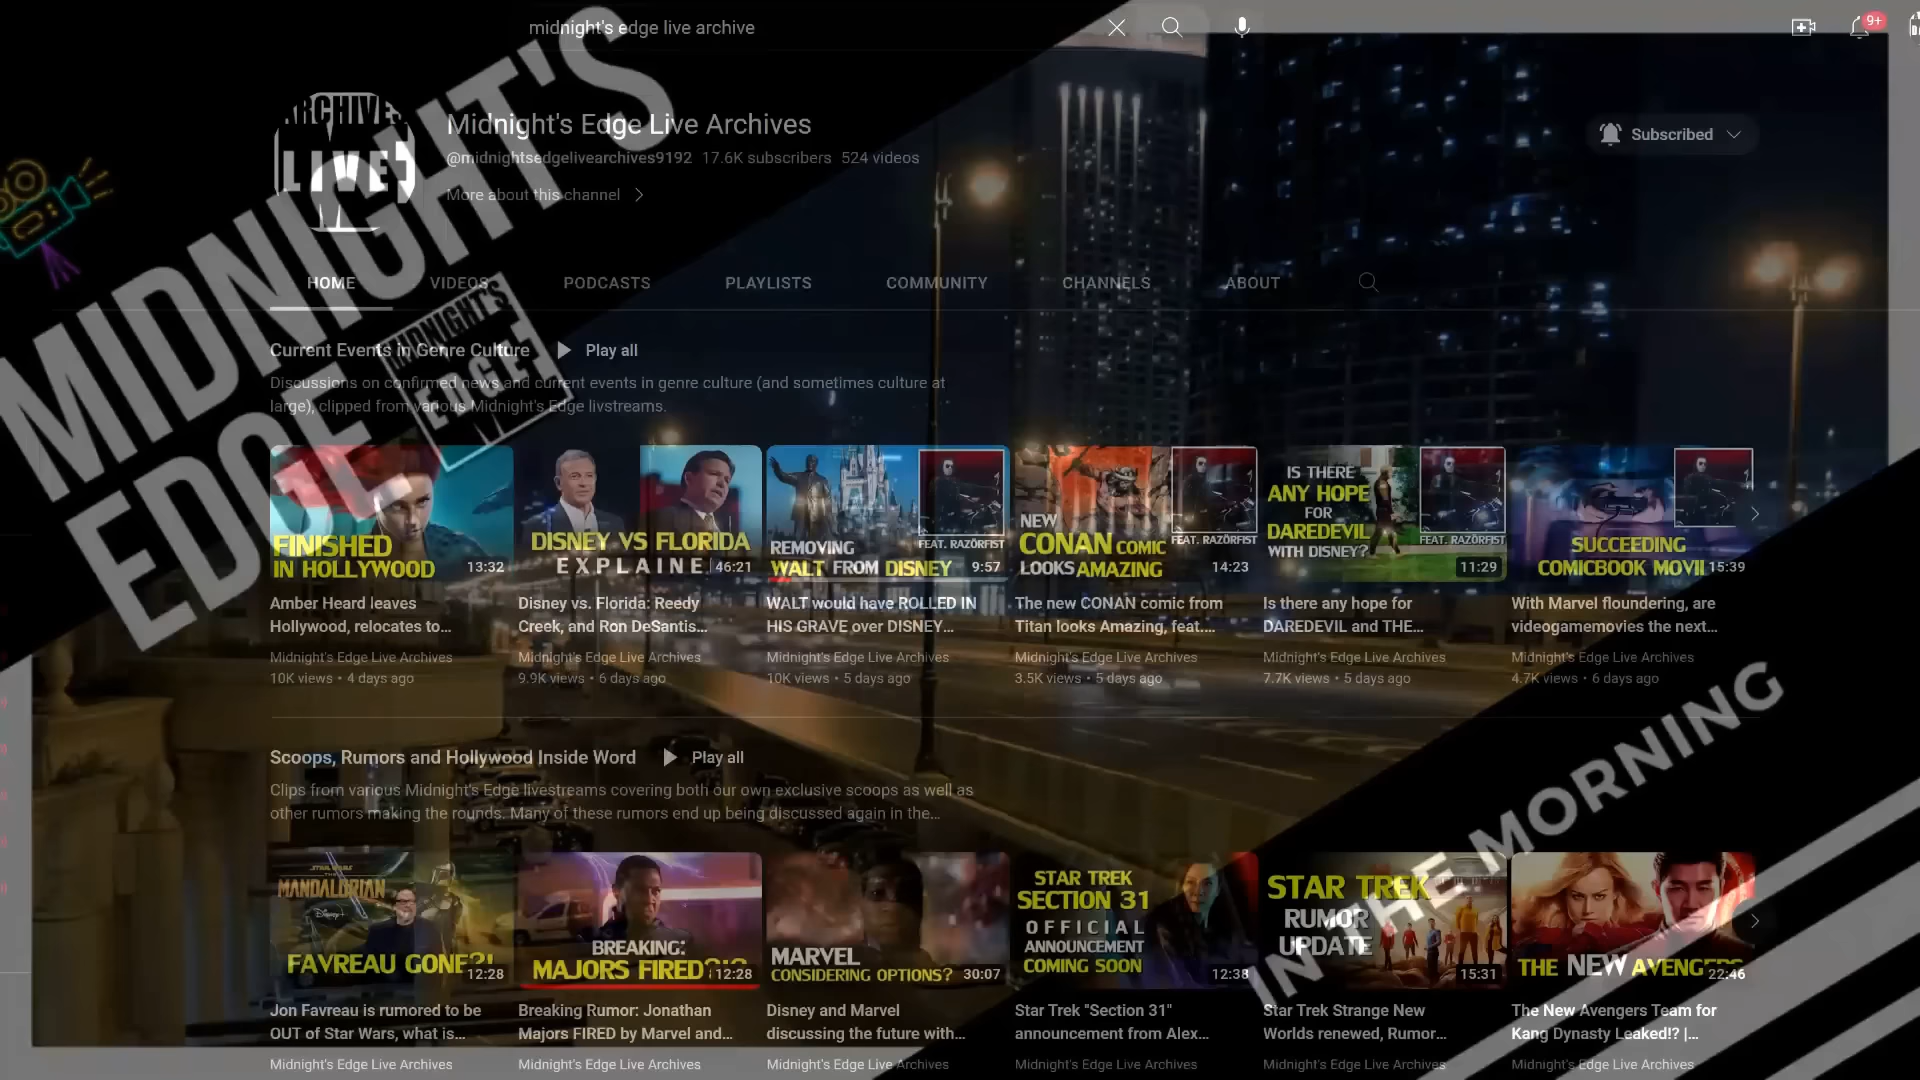 midnight's edge live archive
9+
MIDNIGHT'S
EDGE
ARCHIVES
LIVE
Midnight's Edge Live Archives
@midnightsedgelivearchives9192 17.6K subscribers 524 videos
More about this channel
Subscribed
HOME VIDEOS PODCASTS PLAYLISTS COMMUNITY CHANNELS ABOUT
MIDNIGHT'S
EDGE
Current Events in Genre Culture Play all
Discussions on confirmed news and current events in genre culture (and sometimes culture at
large), clipped from various Midnight's Edge livstreams.
FINISHED
IN HOLLYWOOD
13:32
DISNEY VS FLORIDA
EXPLAINE
46:21
REMOVING
WALT FROM DISNEY
FEAT. RAZÖRFIST
9:57
NEW
CONAN COMIC
LOOKS AMAZING
FEAT. RAZÖRFIST
14:23
IS THERE
ANY HOPE
FOR
DAREDEVIL
WITH DISNEY?
FEAT. RAZÖRFIST
11:29
SUCCEEDING
COMICBOOK MOVII
15:39
Amber Heard leaves
Hollywood, relocates to...
Midnight's Edge Live Archives
10K views • 4 days ago
Disney vs. Florida: Reedy
Creek, and Ron DeSantis...
Midnight's Edge Live Archives
9.9K views • 6 days ago
WALT would have ROLLED IN
HIS GRAVE over DISNEY...
Midnight's Edge Live Archives
10K views • 5 days ago
The new CONAN comic from
Titan looks Amazing, feat....
Midnight's Edge Live Archives
3.5K views • 5 days ago
Is there any hope for
DAREDEVIL and THE...
Midnight's Edge Live Archives
7.7K views • 5 days ago
With Marvel floundering, are
videogamemovies the next...
Midnight's Edge Live Archives
4.7K views • 6 days ago
IN THE MORNING
Scoops, Rumors and Hollywood Inside Word Play all
Clips from various Midnight's Edge livestreams covering both our own exclusive scoops as well as
other rumors making the rounds. Many of these rumors end up being discussed again in the...
STAR WARS
THE
MANDALORIAN
Disney+
FAVREAU GONE?!
12:28
BREAKING:
MAJORS FIRED?!?
12:28
MARVEL
CONSIDERING OPTIONS?
30:07
STAR TREK
SECTION 31
OFFICIAL
ANNOUNCEMENT
COMING SOON
12:38
STAR TREK
RUMOR
UPDATE
15:31
THE NEW AVENGERS
22:46
Jon Favreau is rumored to be
OUT of Star Wars, what is...
Midnight's Edge Live Archives
Breaking Rumor: Jonathan
Majors FIRED by Marvel and...
Midnight's Edge Live Archives
Disney and Marvel
discussing the future with...
Midnight's Edge Live Archives
Star Trek "Section 31"
announcement from Alex...
Midnight's Edge Live Archives
Star Trek Strange New
Worlds renewed, Rumor...
Midnight's Edge Live Archives
The New Avengers Team for
Kang Dynasty Leaked!? |...
Midnight's Edge Live Archives